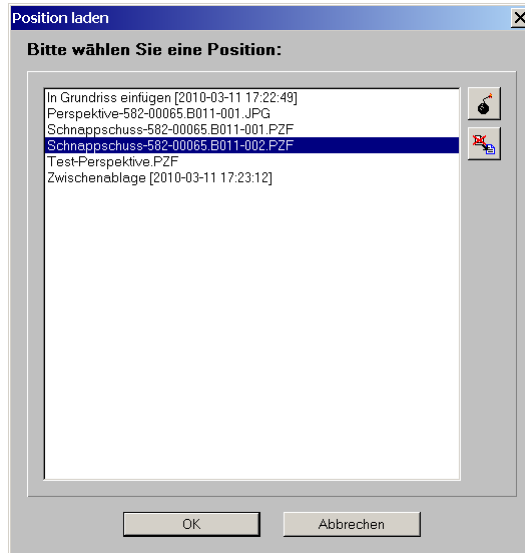 Position laden
Bitte wählen Sie eine Position:
In Grundriss einfügen [2010-03-11 17:22:49]
Perspektive-582-00065.B011-001.JPG
Schnappschuss-582-00065.B011-001.PZF
Schnappschuss-582-00065.B011-002.PZF
Test-Perspektive.PZF
Zwischenablage [2010-03-11 17:23:12]
OK
Abbrechen